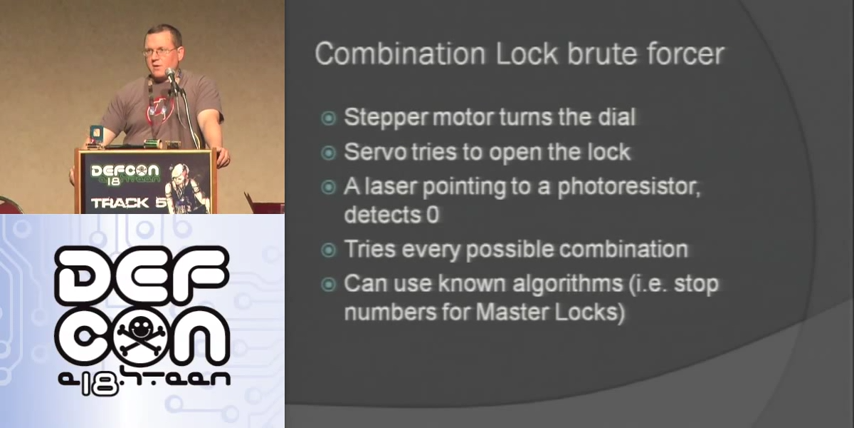 Combination Lock brute forcer
Stepper motor turns the dial
Servo tries to open the lock
A laser pointing to a photoresistor,
detects 0
Tries every possible combination
Can use known algorithms (i.e. stop
numbers for Master Locks)
DEFCON
18
TRACK 5
DEF
CON
18